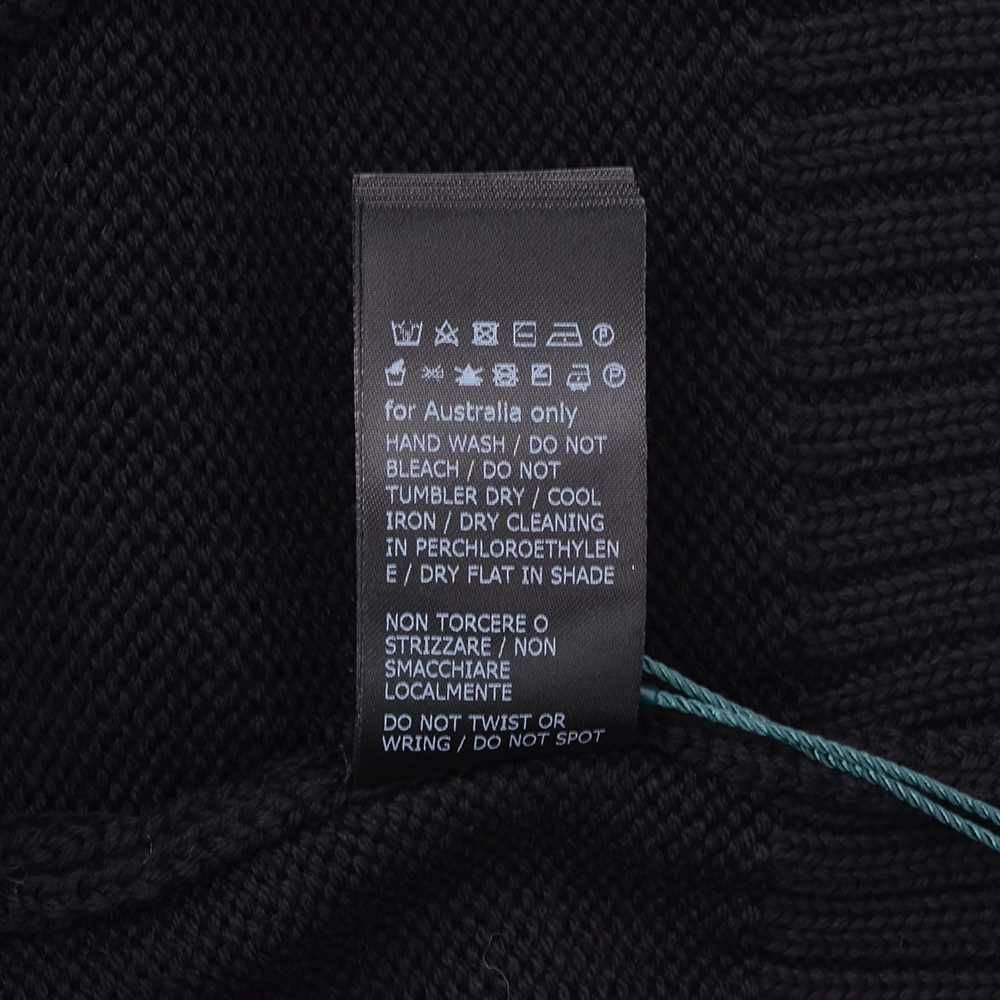 for Australia only
HAND WASH / DO NOT
BLEACH / DO NOT
TUMBLER DRY / COOL
IRON / DRY CLEANING
IN PERCHLOROETHYLEN
E / DRY FLAT IN SHADE
NON TORCERE O
STRIZZARE / NON
SMACCHIARE
LOCALMENTE
DO NOT TWIST OR
WRING / DO NOT SPOT